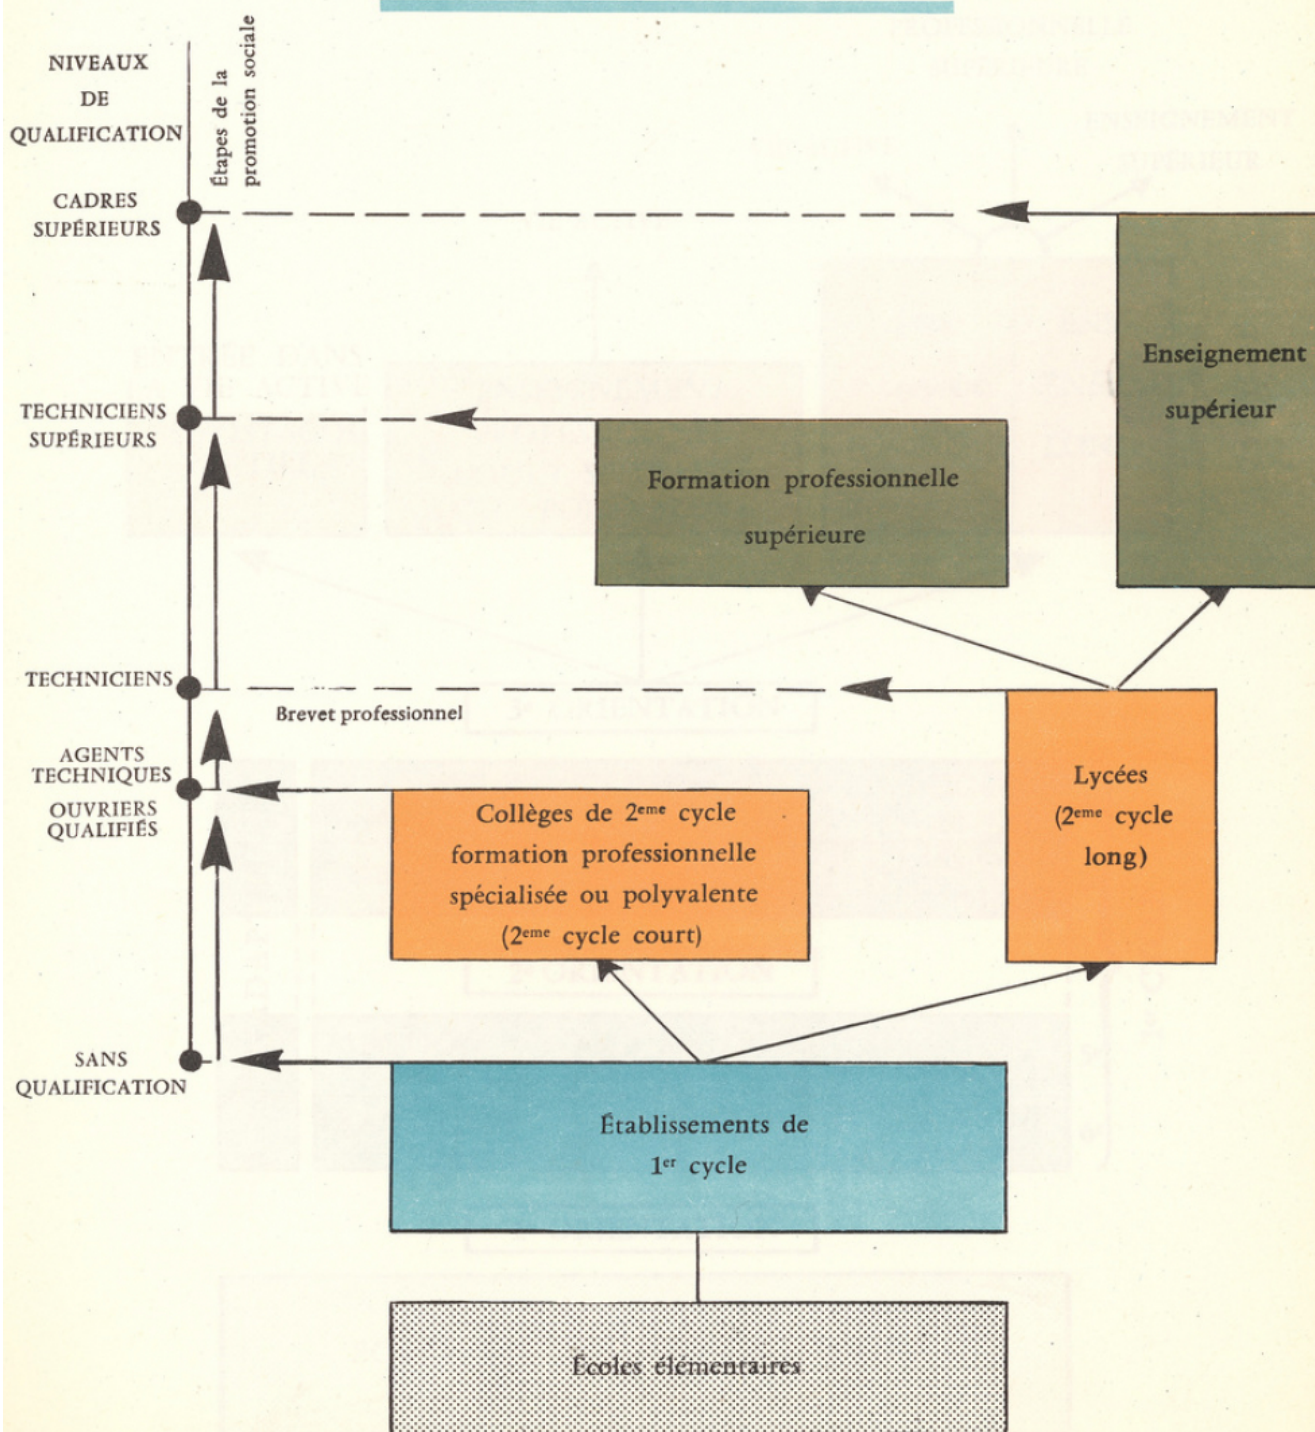 NIVEAUX
DE
QUALIFICATION
Étapes de la
promotion sociale
CADRES
SUPÉRIEURS
Enseignement
supérieur
TECHNICIENS
SUPÉRIEURS
Formation professionnelle
supérieure
TECHNICIENS
Brevet professionnel
AGENTS
TECHNIQUES
OUVRIERS
QUALIFIÉS
Collèges de 2eme cycle
formation professionnelle
spécialisée ou polyvalente
(2eme cycle court)
Lycées
(2eme cycle
long)
SANS
QUALIFICATION
Établissements de
1er cycle
Écoles élémentaires